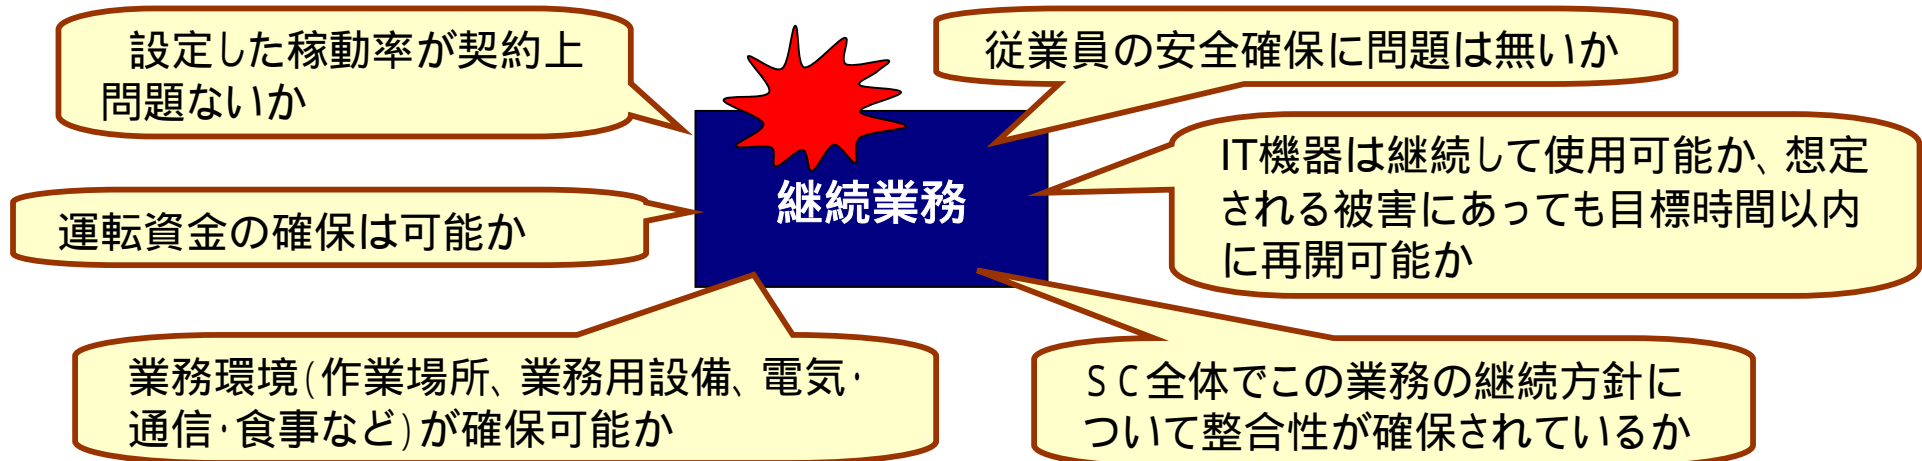 設定した稼動率が契約上
問題ないか
従業員の安全確保に問題は無いか
IT機器は継続して使用可能か、想定
される被害にあっても目標時間以内
に再開可能か
継続業務
運転資金の確保は可能か
業務環境(作業場所、業務用設備、電気・
通信・食事など)が確保可能か
ＳＣ全体でこの業務の継続方針に
ついて整合性が確保されているか